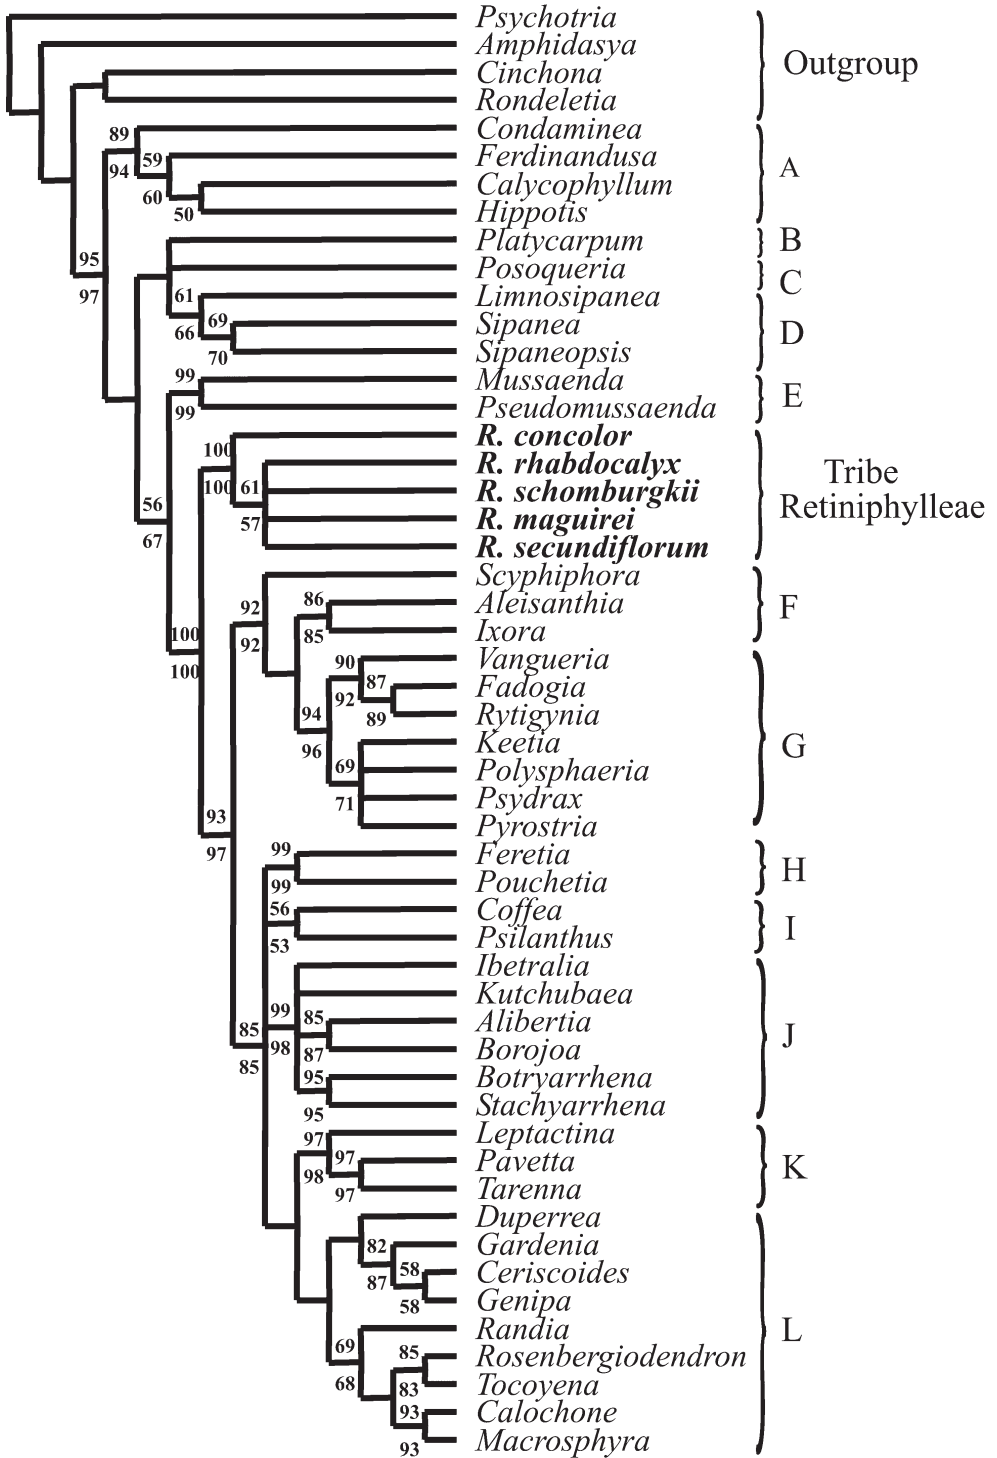 Psychotria
Amphidasya
Cinchona
Rondeletia
Outgroup
89
94
59
60
50
Condaminea
Ferdinandusa
Calycophyllum
Hippotis
A
95
97
Platycarpum
B
Posoqueria
C
61
66
69
70
Limnosipanea
Sipanea
Sipaneopsis
D
99
99
Mussaenda
Pseudomussaenda
E
56
67
100
100
61
57
R. concolor
R. rhabdocalyx
R. schomburgkii
R. maguirei
R. secundiflorum
Tribe
Retiniphylleae
100
100
92
92
86
85
Scyphiphora
Aleisanthia
Ixora
F
94
96
90
92
87
89
69
71
Vangueria
Fadogia
Rytigynia
Keetia
Polysphaeria
Psydrax
Pyrostria
G
93
97
99
99
Feretia
Pouchetia
H
56
53
Coffea
Psilanthus
I
85
85
99
98
85
87
95
95
Ibetralia
Kutchubaea
Alibertia
Borojoa
Botryarrhena
Stachyarrhena
J
97
98
97
97
Leptactina
Pavetta
Tarenna
K
82
87
58
58
Duperrea
Gardenia
Ceriscoides
Genipa
69
68
85
83
93
93
Randia
Rosenbergiodendron
Tocoyena
Calochone
Macrosphyra
L